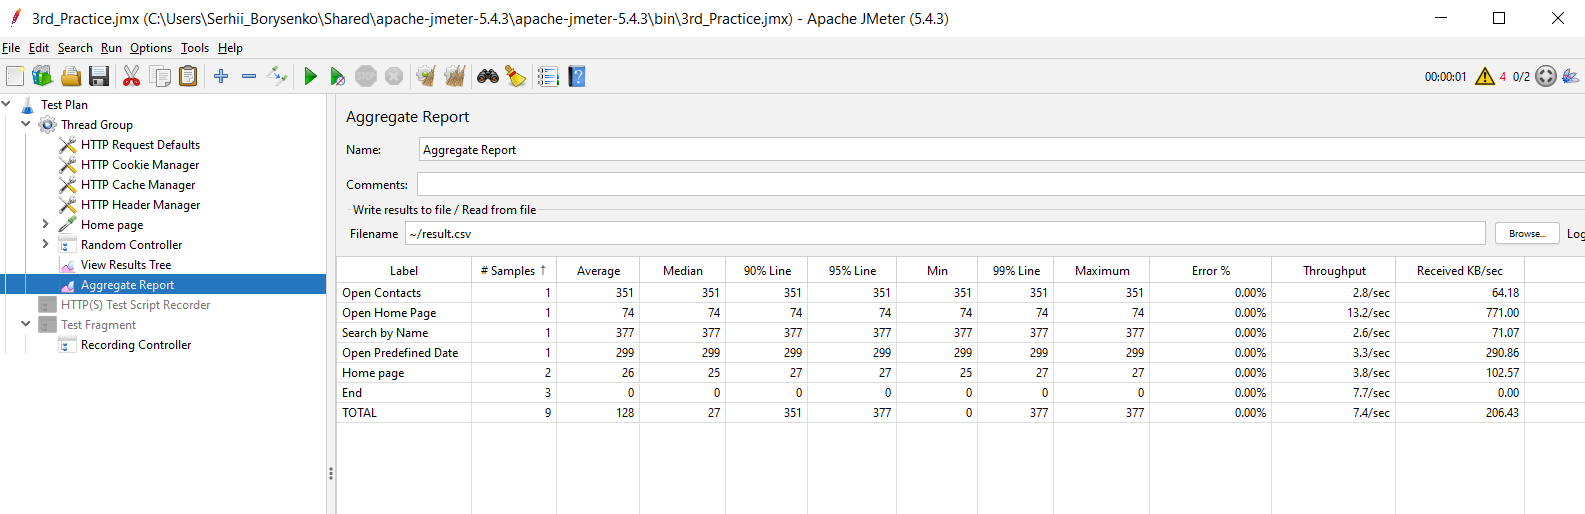 3rd_Practice.jmx (C:\Users\Serhii_Borysenko\Shared\apache-jmeter-5.4.3\apache-jmeter-5.4.3\bin\3rd_Practice.jmx) - Apache JMeter (5.4.3)
File Edit Search Run Options Tools Help
STOP 00:00:01 4 0/2
Test Plan
Thread Group
HTTP Request Defaults
HTTP Cookie Manager
HTTP Cache Manager
HTTP Header Manager
Home page
Random Controller
View Results Tree
Aggregate Report
HTTP(S) Test Script Recorder
Test Fragment
Recording Controller
Aggregate Report
Name: Aggregate Report
Comments:
Write results to file / Read from file
Filename ~/result.csv Browse... Log
Label # Samples ↑ Average Median 90% Line 95% Line Min 99% Line Maximum Error % Throughput Received KB/sec
Open Contacts 1 351 351 351 351 351 351 351 0.00% 2.8/sec 64.18
Open Home Page 1 74 74 74 74 74 74 74 0.00% 13.2/sec 771.00
Search by Name 1 377 377 377 377 377 377 377 0.00% 2.6/sec 71.07
Open Predefined Date 1 299 299 299 299 299 299 299 0.00% 3.3/sec 290.86
Home page 2 26 25 27 27 25 27 27 0.00% 3.8/sec 102.57
End 3 0 0 0 0 0 0 0 0.00% 7.7/sec 0.00
TOTAL 9 128 27 351 377 0 377 377 0.00% 7.4/sec 206.43